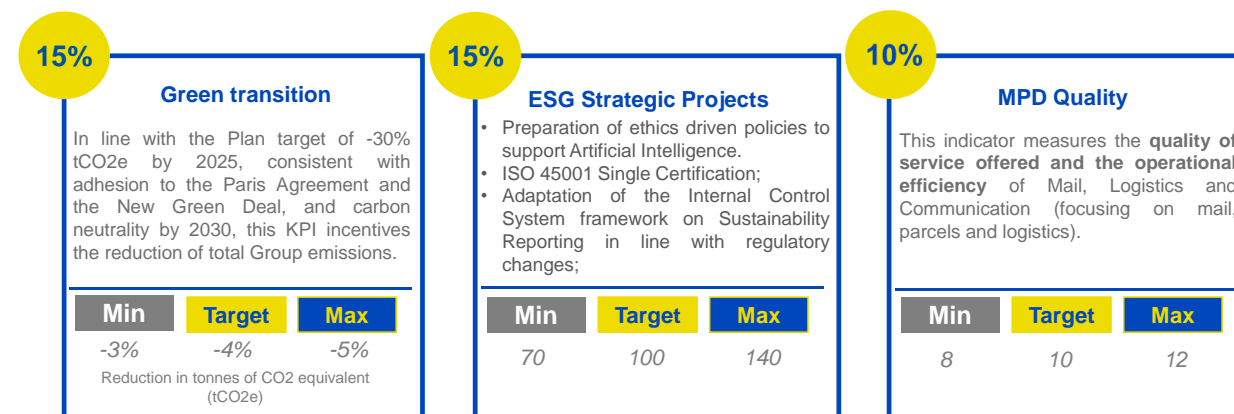 15%
Green transition
In line with the Plan target of -30%
tCO2e by 2025, consistent with
adhesion to the Paris Agreement and
the New Green Deal, and carbon
neutrality by 2030, this KPI incentives
the reduction of total Group emissions.
Min Target Max
-3% -4% -5%
Reduction in tonnes of CO2 equivalent
(tCO2e)
15%
ESG Strategic Projects
• Preparation of ethics driven policies to
support Artificial Intelligence.
• ISO 45001 Single Certification;
• Adaptation of the Internal Control
System framework on Sustainability
Reporting in line with regulatory
changes;
Min Target Max
70 100 140
10%
MPD Quality
This indicator measures the quality of
service offered and the operational
efficiency of Mail, Logistics and
Communication (focusing on mail,
parcels and logistics).
Min Target Max
8 10 12